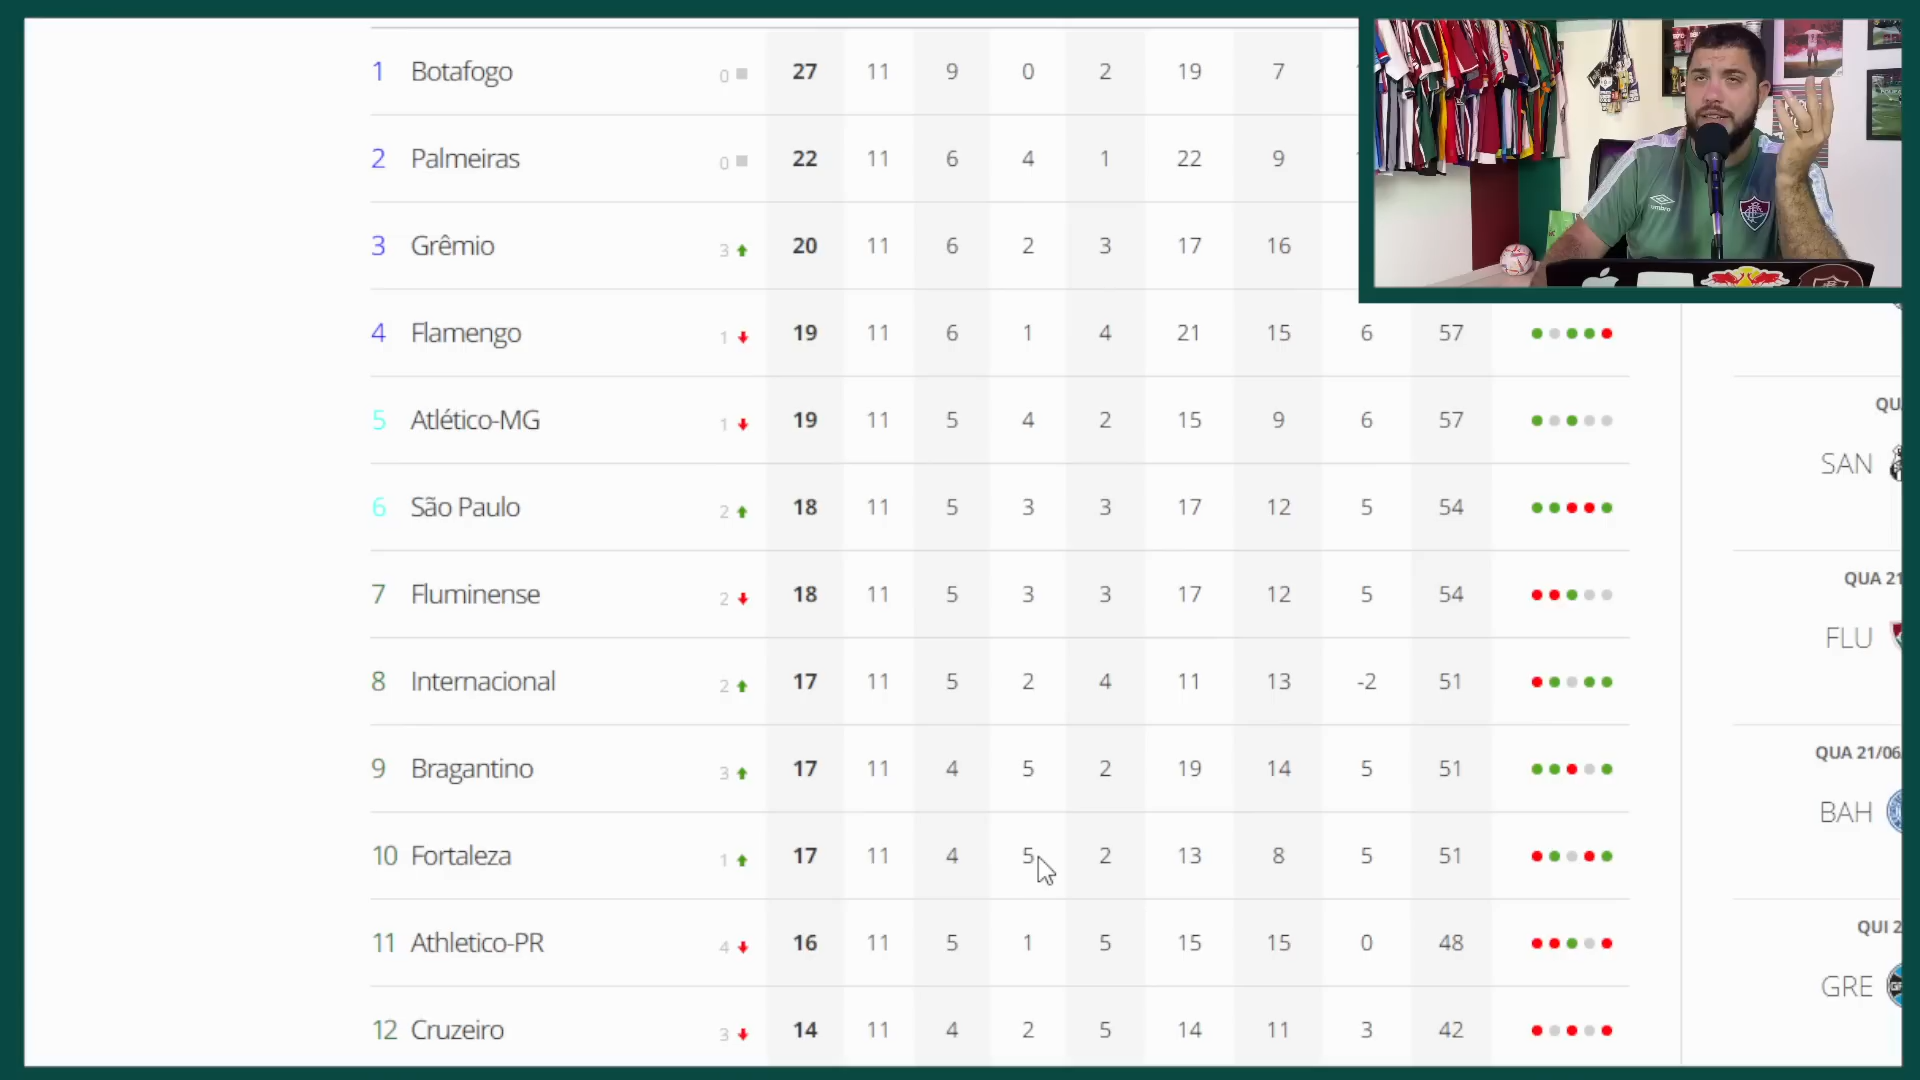 1 Botafogo 0 27 11 9 0 2 19 7
2 Palmeiras 0 22 11 6 4 1 22 9
3 Grêmio 3 20 11 6 2 3 17 16
4 Flamengo 1 19 11 6 1 4 21 15 6 57
5 Atlético-MG 1 19 11 5 4 2 15 9 6 57
6 São Paulo 2 18 11 5 3 3 17 12 5 54
7 Fluminense 2 18 11 5 3 3 17 12 5 54
8 Internacional 2 17 11 5 2 4 11 13 -2 51
9 Bragantino 3 17 11 4 5 2 19 14 5 51
10 Fortaleza 1 17 11 4 5 2 13 8 5 51
11 Athletico-PR 4 16 11 5 1 5 15 15 0 48
12 Cruzeiro 3 14 11 4 2 5 14 11 3 42
umbro
QU
SAN
QUA 21
FLU
QUA 21/06
BAH
QUI 2
GRE